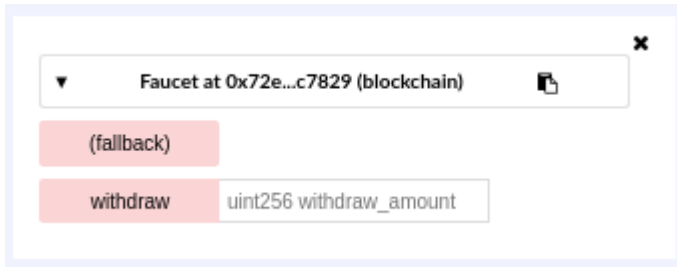 Faucet at 0x72e...c7829 (blockchain)
(fallback)
withdraw uint256 withdraw_amount